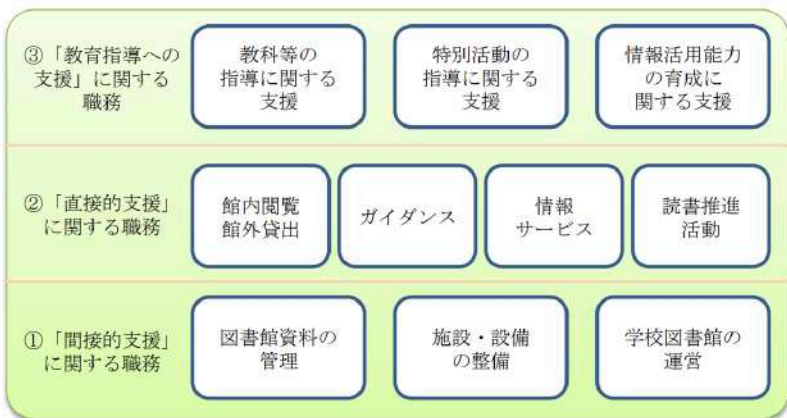 ③「教育指導への
支援」に関する
職務
教科等の
指導に関する
支援
特別活動の
指導に関する
支援
情報活用能力
の育成に
関する支援
②「直接的支援」
に関する職務
館内閲覧
館外貸出
ガイダンス
情報
サービス
読書推進
活動
①「間接的支援」
に関する職務
図書館資料の
管理
施設・設備
の整備
学校図書館の
運営